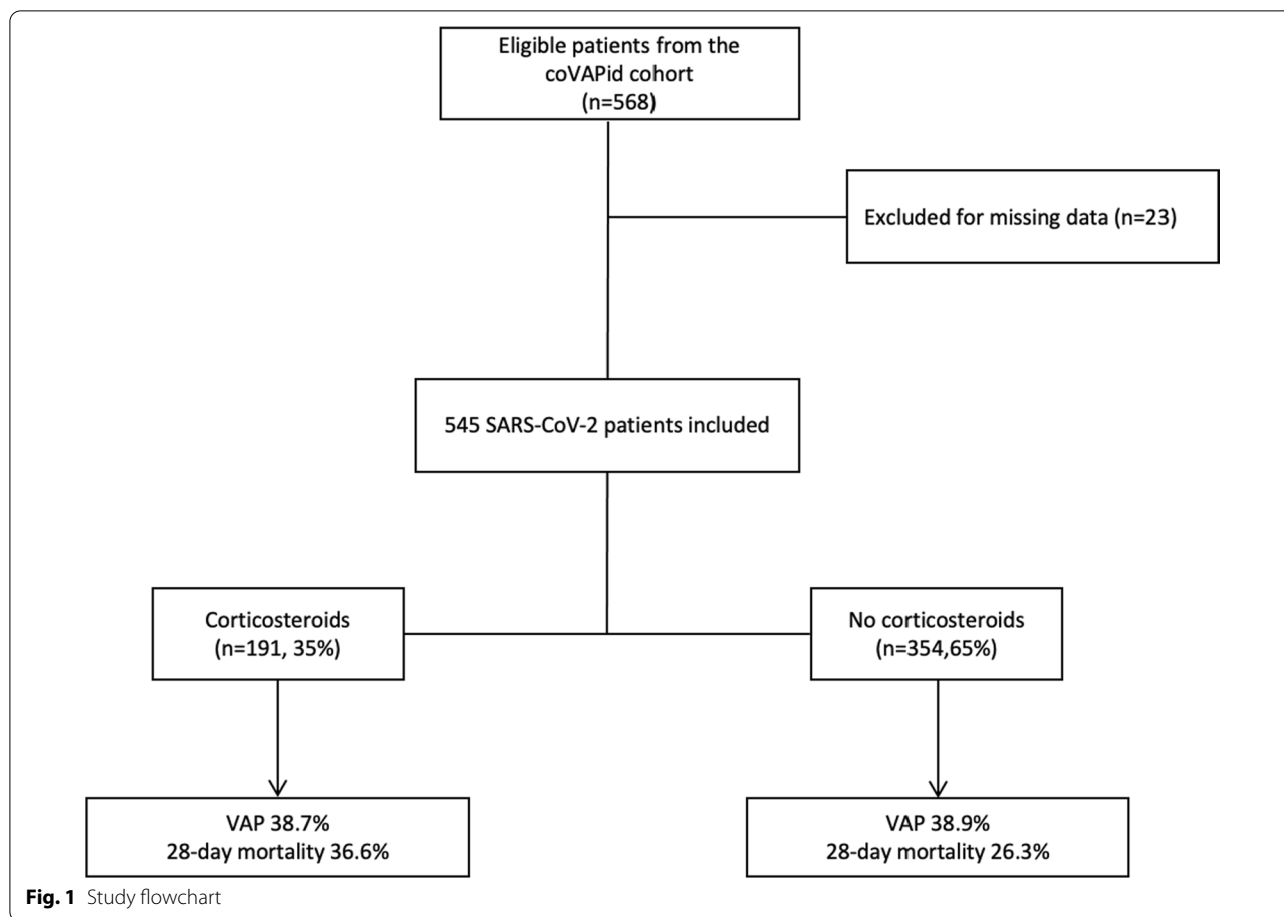 Eligible patients from the
coVAPid cohort
(n=568)
Excluded for missing data (n=23)
545 SARS-CoV-2 patients included
Corticosteroids
(n=191, 35%)
No corticosteroids
(n=354,65%)
VAP 38.7%
28-day mortality 36.6%
VAP 38.9%
28-day mortality 26.3%
Fig. 1 Study flowchart